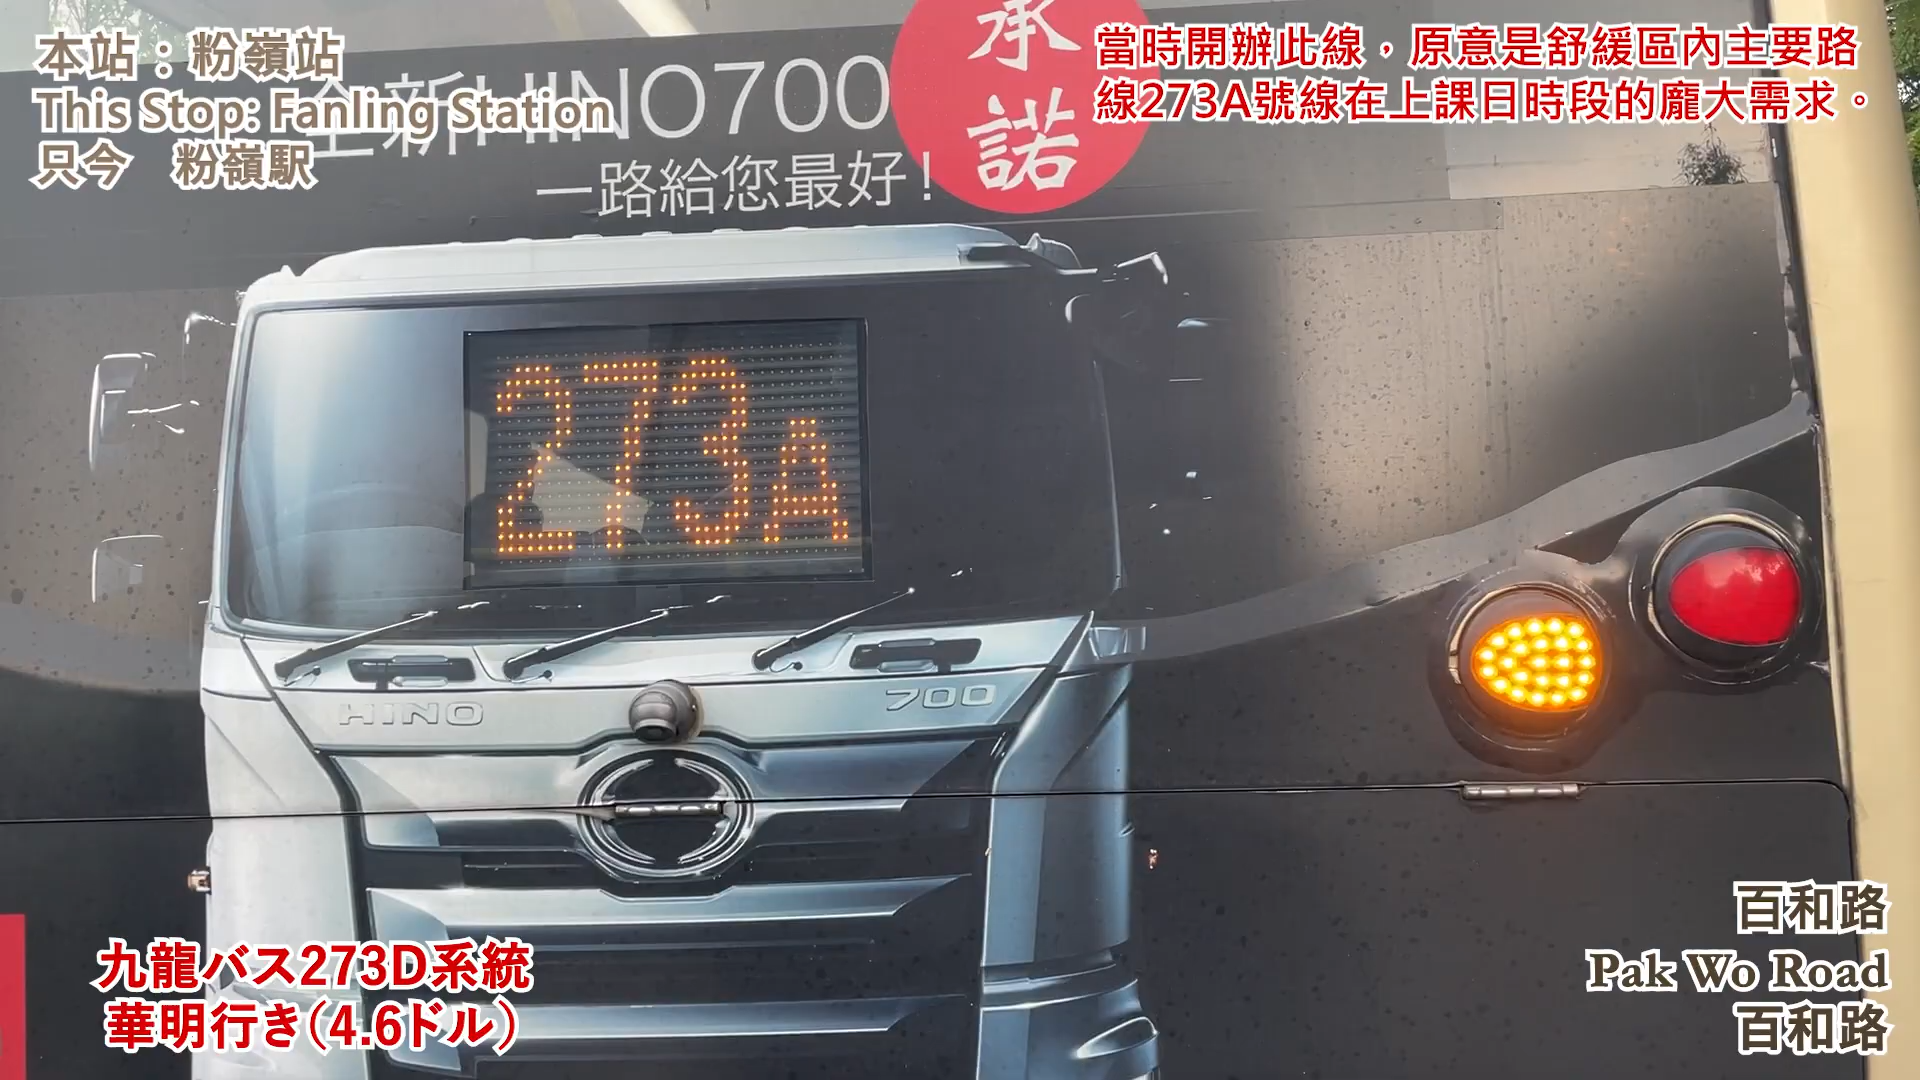 本站：粉嶺站
This Stop: Fanling Station
只今　粉嶺駅
當時開辦此線，原意是舒緩區內主要路
線273A號線在上課日時段的龐大需求。
全新HINO700
一路給您最好！
承
諾
273A
HINO
700
九龍バス273D系統
華明行き（4.6ドル）
百和路
Pak Wo Road
百和路